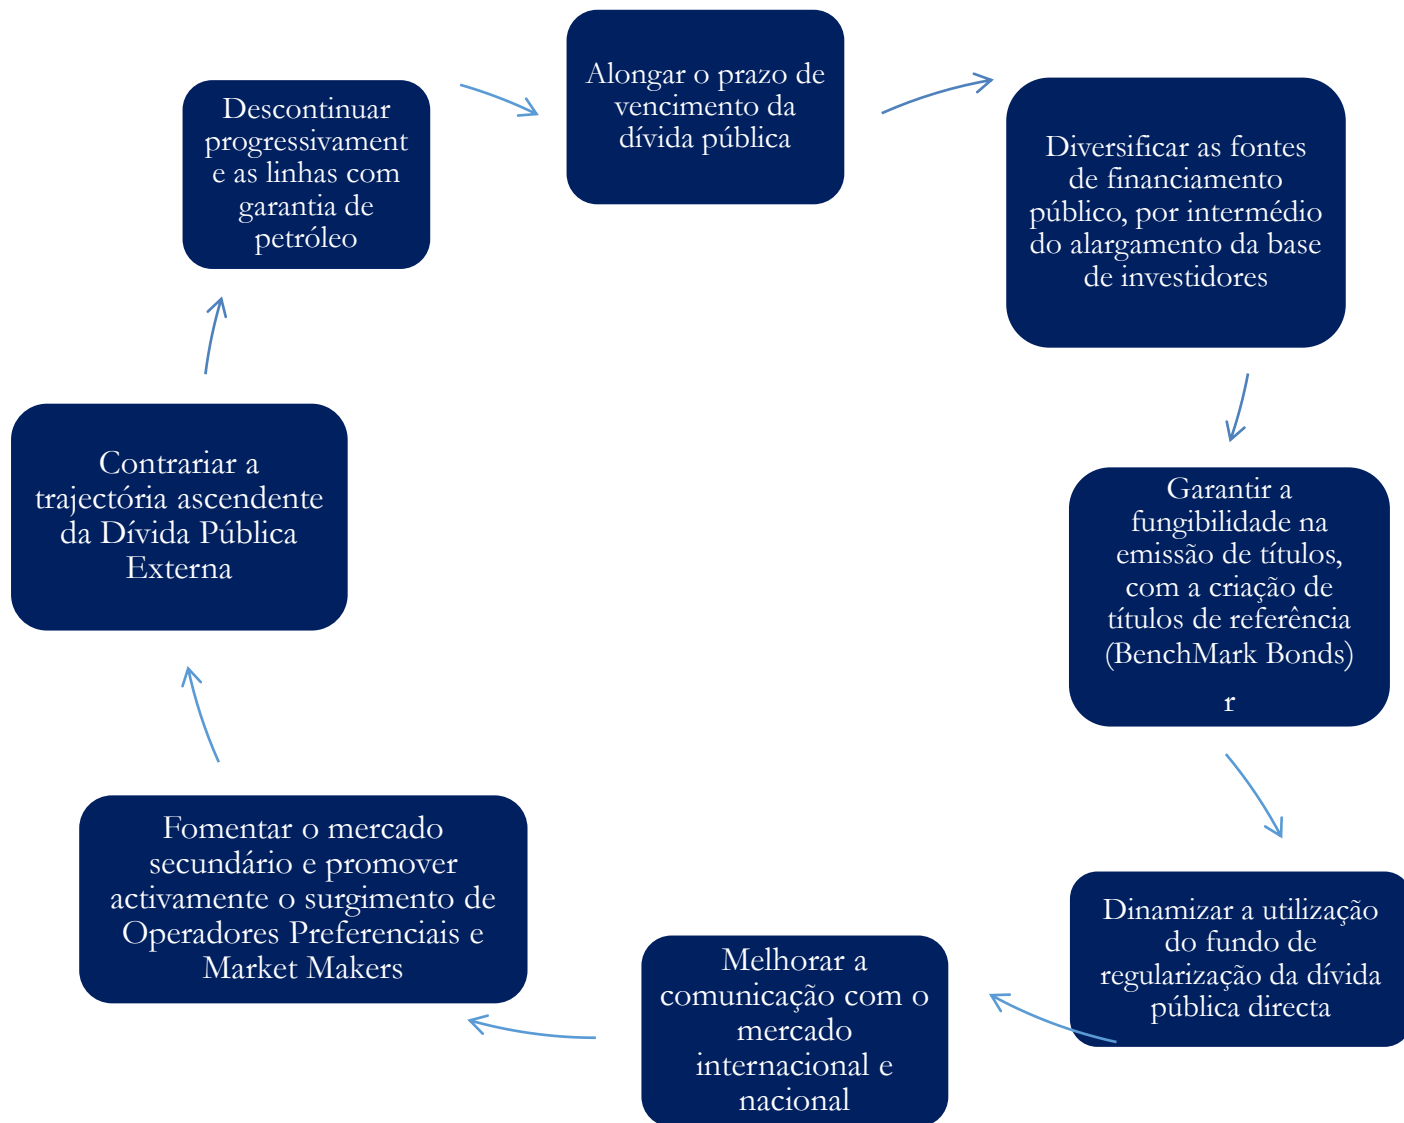 Alongar o prazo de
vencimento da
dívida pública
Diversificar as fontes
de financiamento
público, por intermédio
do alargamento da base
de investidores
Garantir a
fungibilidade na
emissão de títulos,
com a criação de
títulos de referência
(BenchMark Bonds)
r
Dinamizar a utilização
do fundo de
regularização da dívida
pública directa
Melhorar a
comunicação com o
mercado
internacional e
nacional
Fomentar o mercado
secundário e promover
activamente o surgimento de
Operadores Preferenciais e
Market Makers
Contrariar a
trajectória ascendente
da Dívida Pública
Externa
Descontinuar
progressivament
e as linhas com
garantia de
petróleo